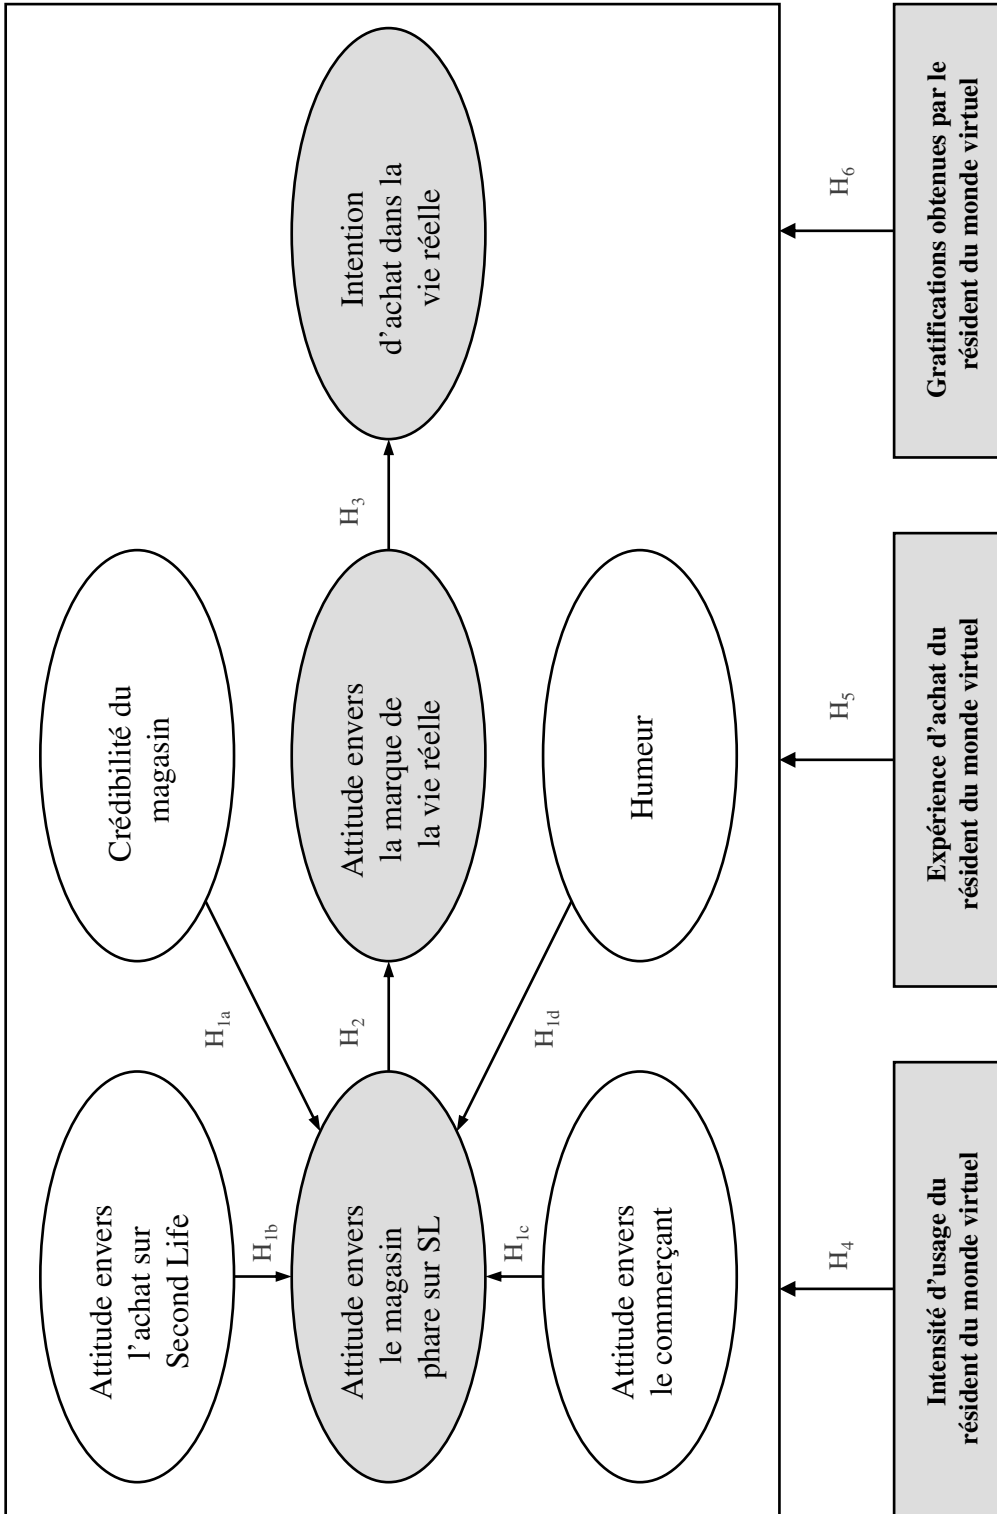 Attitude envers
l'achat sur
Second Life
Crédibilité du
magasin
H1b
H1a
Attitude envers
le magasin
phare sur SL
H2
Attitude envers
la marque de
la vie réelle
H3
Intention
d'achat dans la
vie réelle
H1c
H1d
Attitude envers
le commerçant
Humeur
H4
H5
H6
Intensité d'usage du
résident du monde virtuel
Expérience d'achat du
résident du monde virtuel
Gratifications obtenues par le
résident du monde virtuel